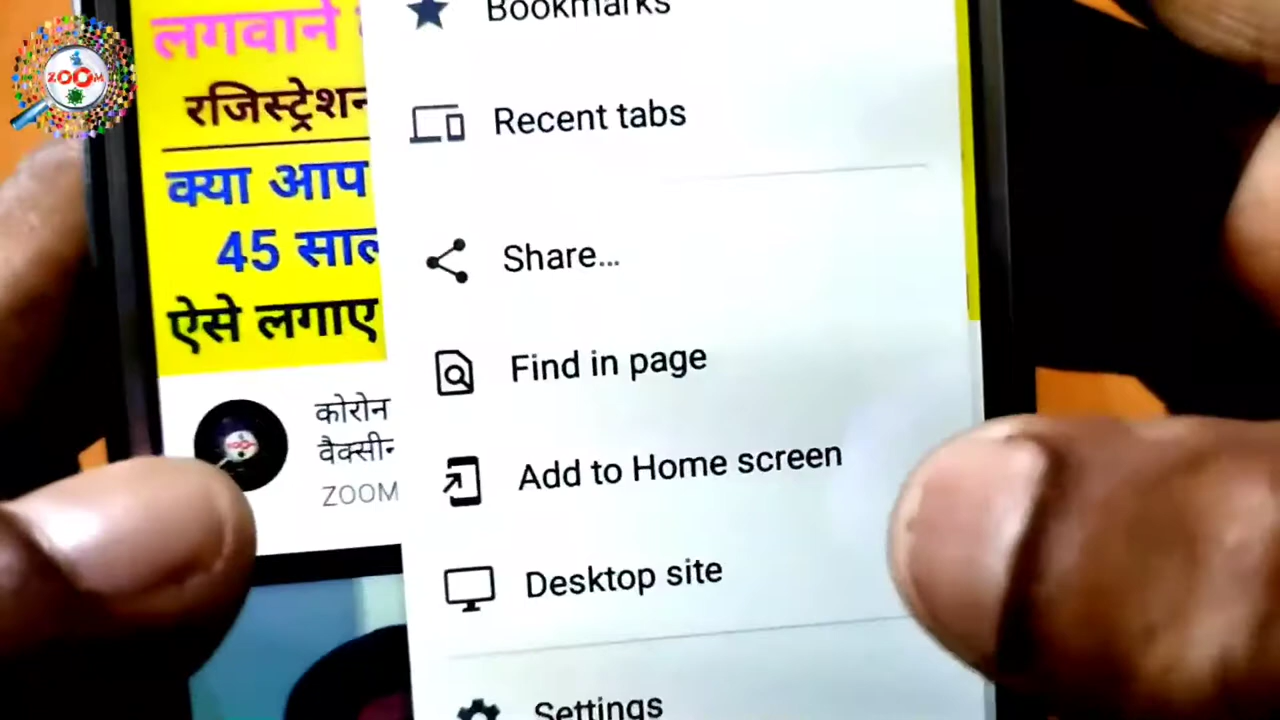 ZOOM
Bookmarks
लगवाने
Recent tabs
रजिस्ट्रेशन
क्या आप
Share...
45 साल
ऐसे लगाए
Find in page
कोरोन
वैक्सीन
ZOOM
Add to Home screen
Desktop site
Settings